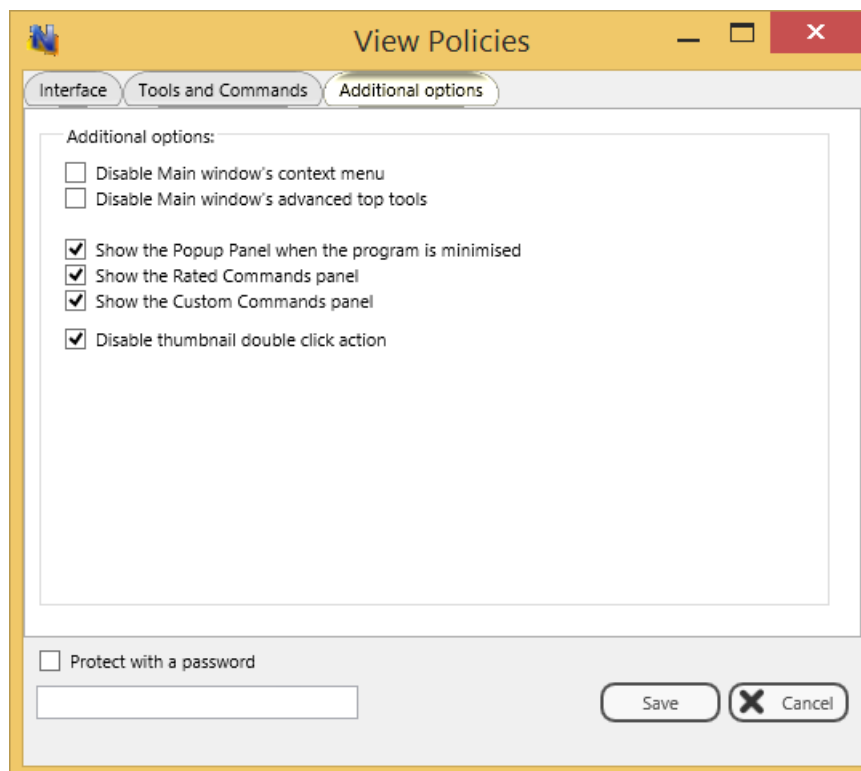 View Policies
Interface
Tools and Commands
Additional options
Additional options:
Disable Main window's context menu
Disable Main window's advanced top tools
Show the Popup Panel when the program is minimised
Show the Rated Commands panel
Show the Custom Commands panel
Disable thumbnail double click action
Protect with a password
Save
Cancel